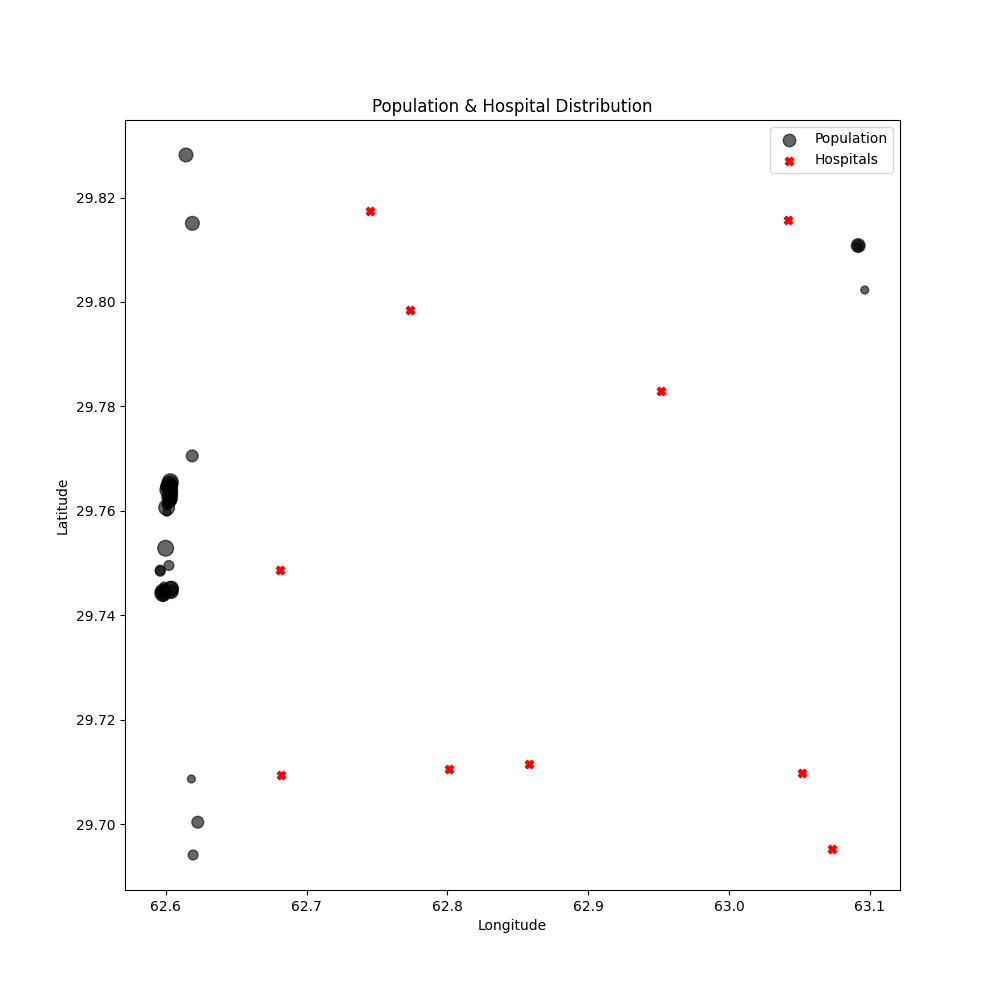 Population & Hospital Distribution
Population
Hospitals
29.82
29.80
29.78
29.76
29.74
29.72
29.70
Latitude
62.6
62.7
62.8
62.9
63.0
63.1
Longitude